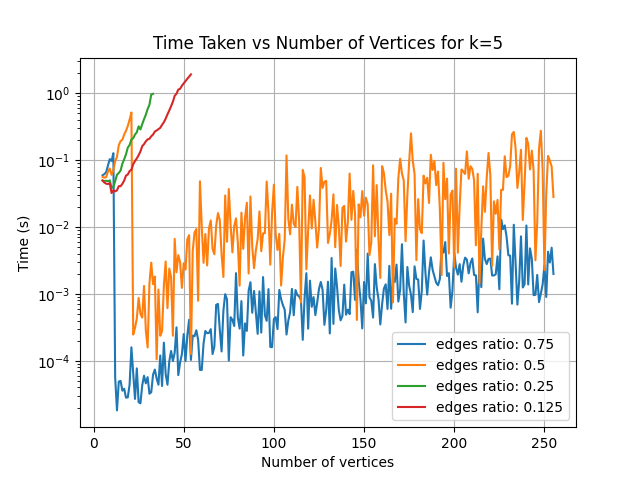 Time Taken vs Number of Vertices for k=5
Time (s)
10⁰
10⁻¹
10⁻²
10⁻³
10⁻⁴
0 50 100 150 200 250
Number of vertices
edges ratio: 0.75
edges ratio: 0.5
edges ratio: 0.25
edges ratio: 0.125